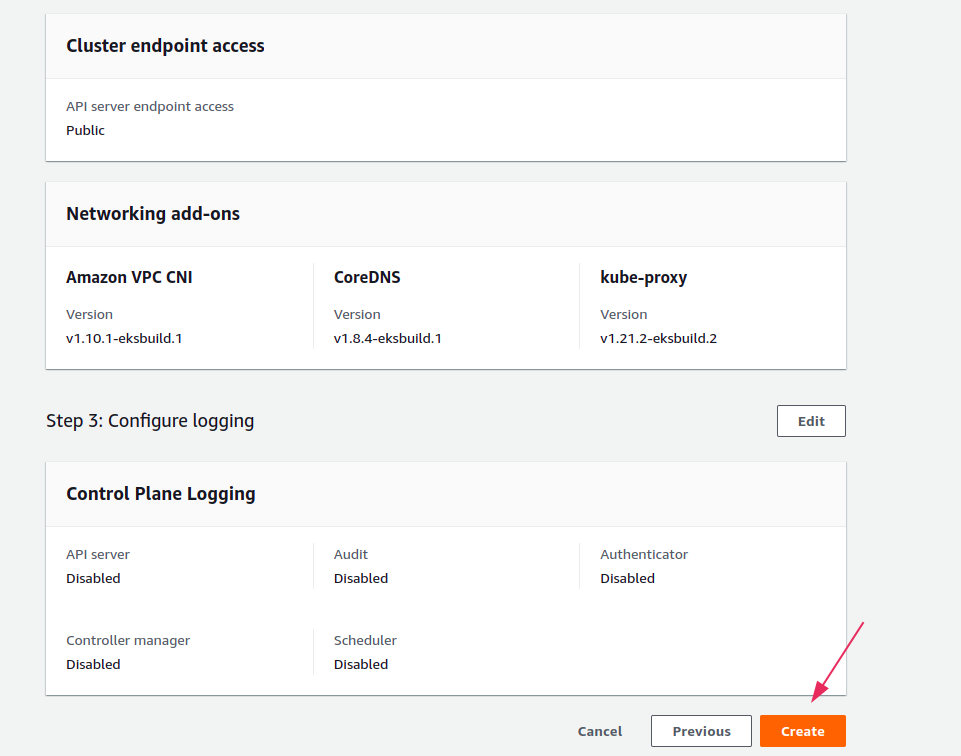 Cluster endpoint access
API server endpoint access
Public
Networking add-ons
Amazon VPC CNI
CoreDNS
kube-proxy
Version
Version
Version
v1.10.1-eksbuild.1
v1.8.4-eksbuild.1
v1.21.2-eksbuild.2
Step 3: Configure logging
Edit
Control Plane Logging
API server
Audit
Authenticator
Disabled
Disabled
Disabled
Controller manager
Scheduler
Disabled
Disabled
Cancel
Previous
Create